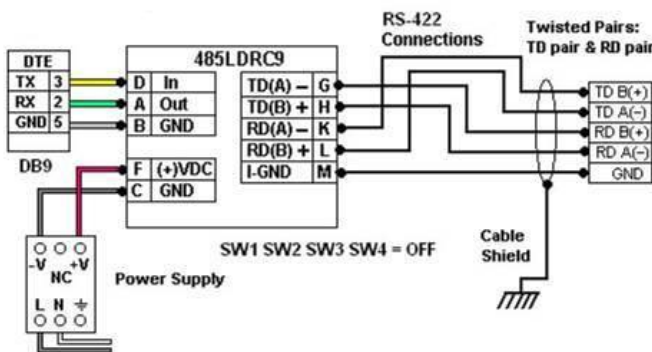 RS-422
Connections
Twisted Pairs:
TD pair & RD pair
DTE
TX 3
RX 2
GND 5
DB9
485LDRC9
D In
A Out
B GND
F (+)VDC
C GND
TD(A) – G
TD(B) + H
RD(A) – K
RD(B) + L
I-GND M
TD B(+)
TD A(–)
RD B(+)
RD A(–)
GND
SW1 SW2 SW3 SW4 = OFF
Cable
Shield
-V +V
NC
L N
Power Supply